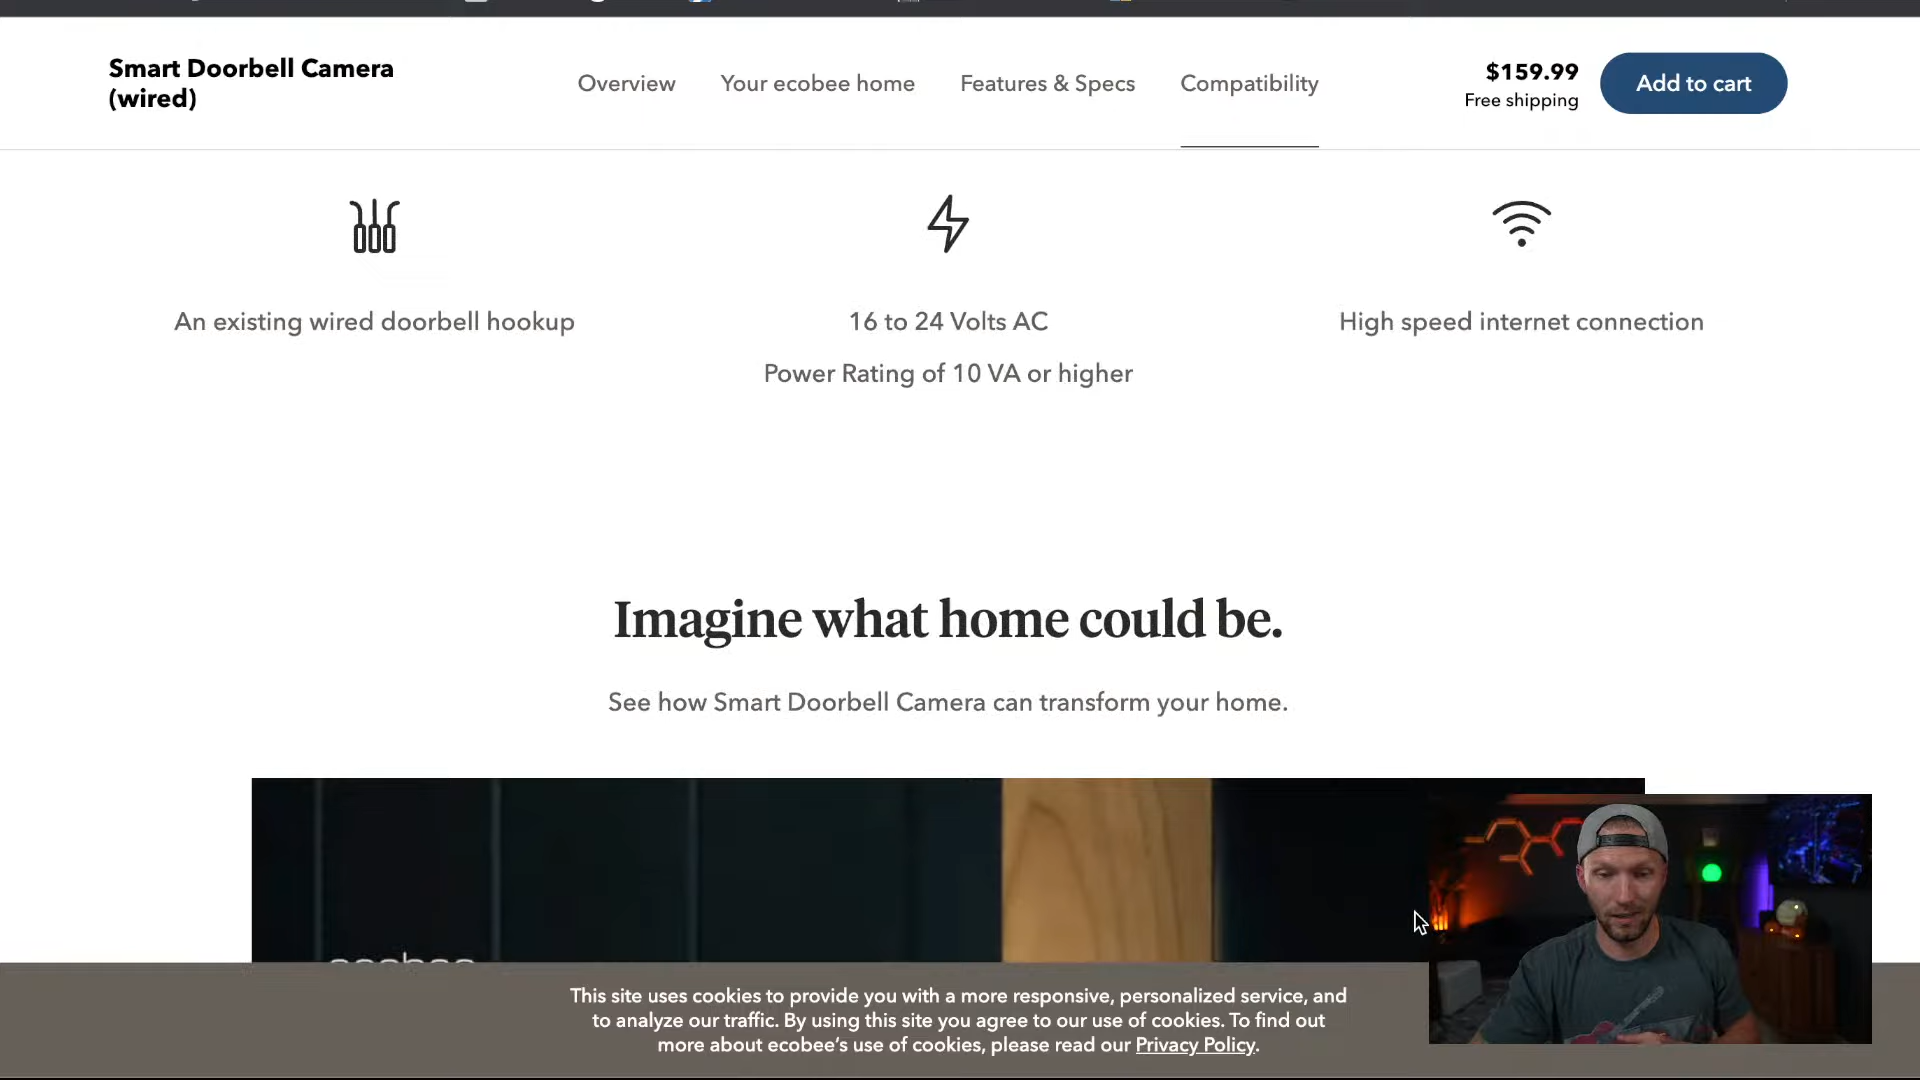 Smart Doorbell Camera
(wired)
Overview
Your ecobee home
Features & Specs
Compatibility
$159.99
Free shipping
Add to cart
An existing wired doorbell hookup
16 to 24 Volts AC
Power Rating of 10 VA or higher
High speed internet connection
Imagine what home could be.
See how Smart Doorbell Camera can transform your home.
This site uses cookies to provide you with a more responsive, personalized service, and
to analyze our traffic. By using this site you agree to our use of cookies. To find out
more about ecobee's use of cookies, please read our Privacy Policy.